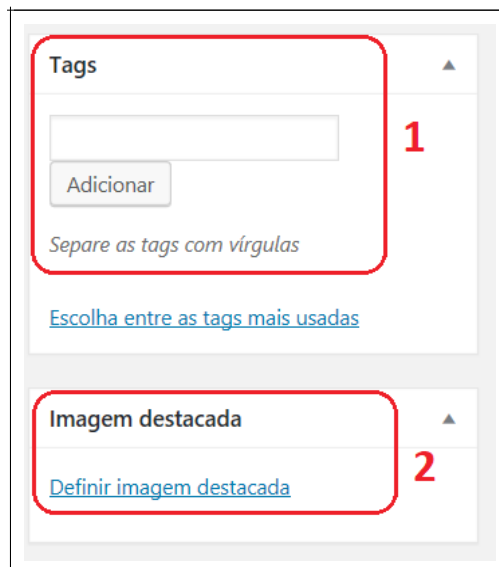 Tags
1
Adicionar
Separe as tags com vírgulas
Escolha entre as tags mais usadas
Imagem destacada
2
Definir imagem destacada